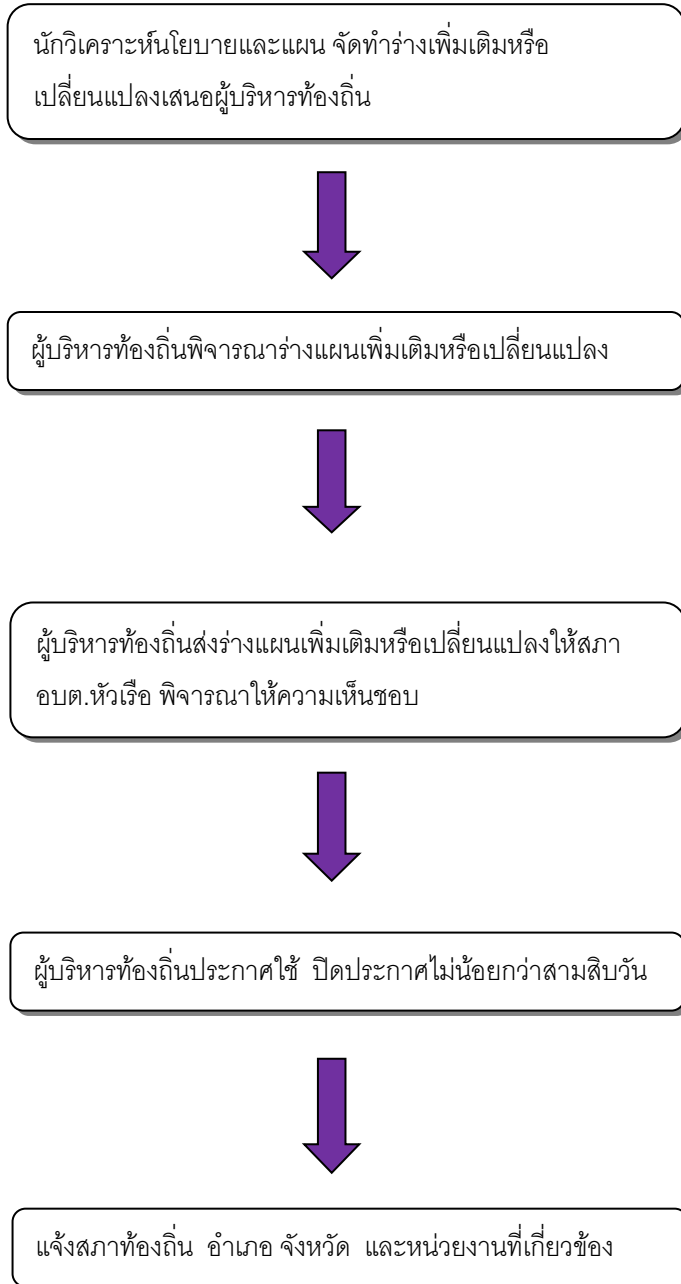 นักวิเคราะห์นโยบายและแผน จัดทำร่างเพิ่มเติมหรือ
เปลี่ยนแปลงเสนอผู้บริหารท้องถิ่น
ผู้บริหารท้องถิ่นพิจารณาร่างแผนเพิ่มเติมหรือเปลี่ยนแปลง
ผู้บริหารท้องถิ่นส่งร่างแผนเพิ่มเติมหรือเปลี่ยนแปลงให้สภา
อบต.หัวเรือ พิจารณาให้ความเห็นชอบ
ผู้บริหารท้องถิ่นประกาศใช้ ปิดประกาศไม่น้อยกว่าสามสิบวัน
แจ้งสภาท้องถิ่น อำเภอ จังหวัด และหน่วยงานที่เกี่ยวข้อง